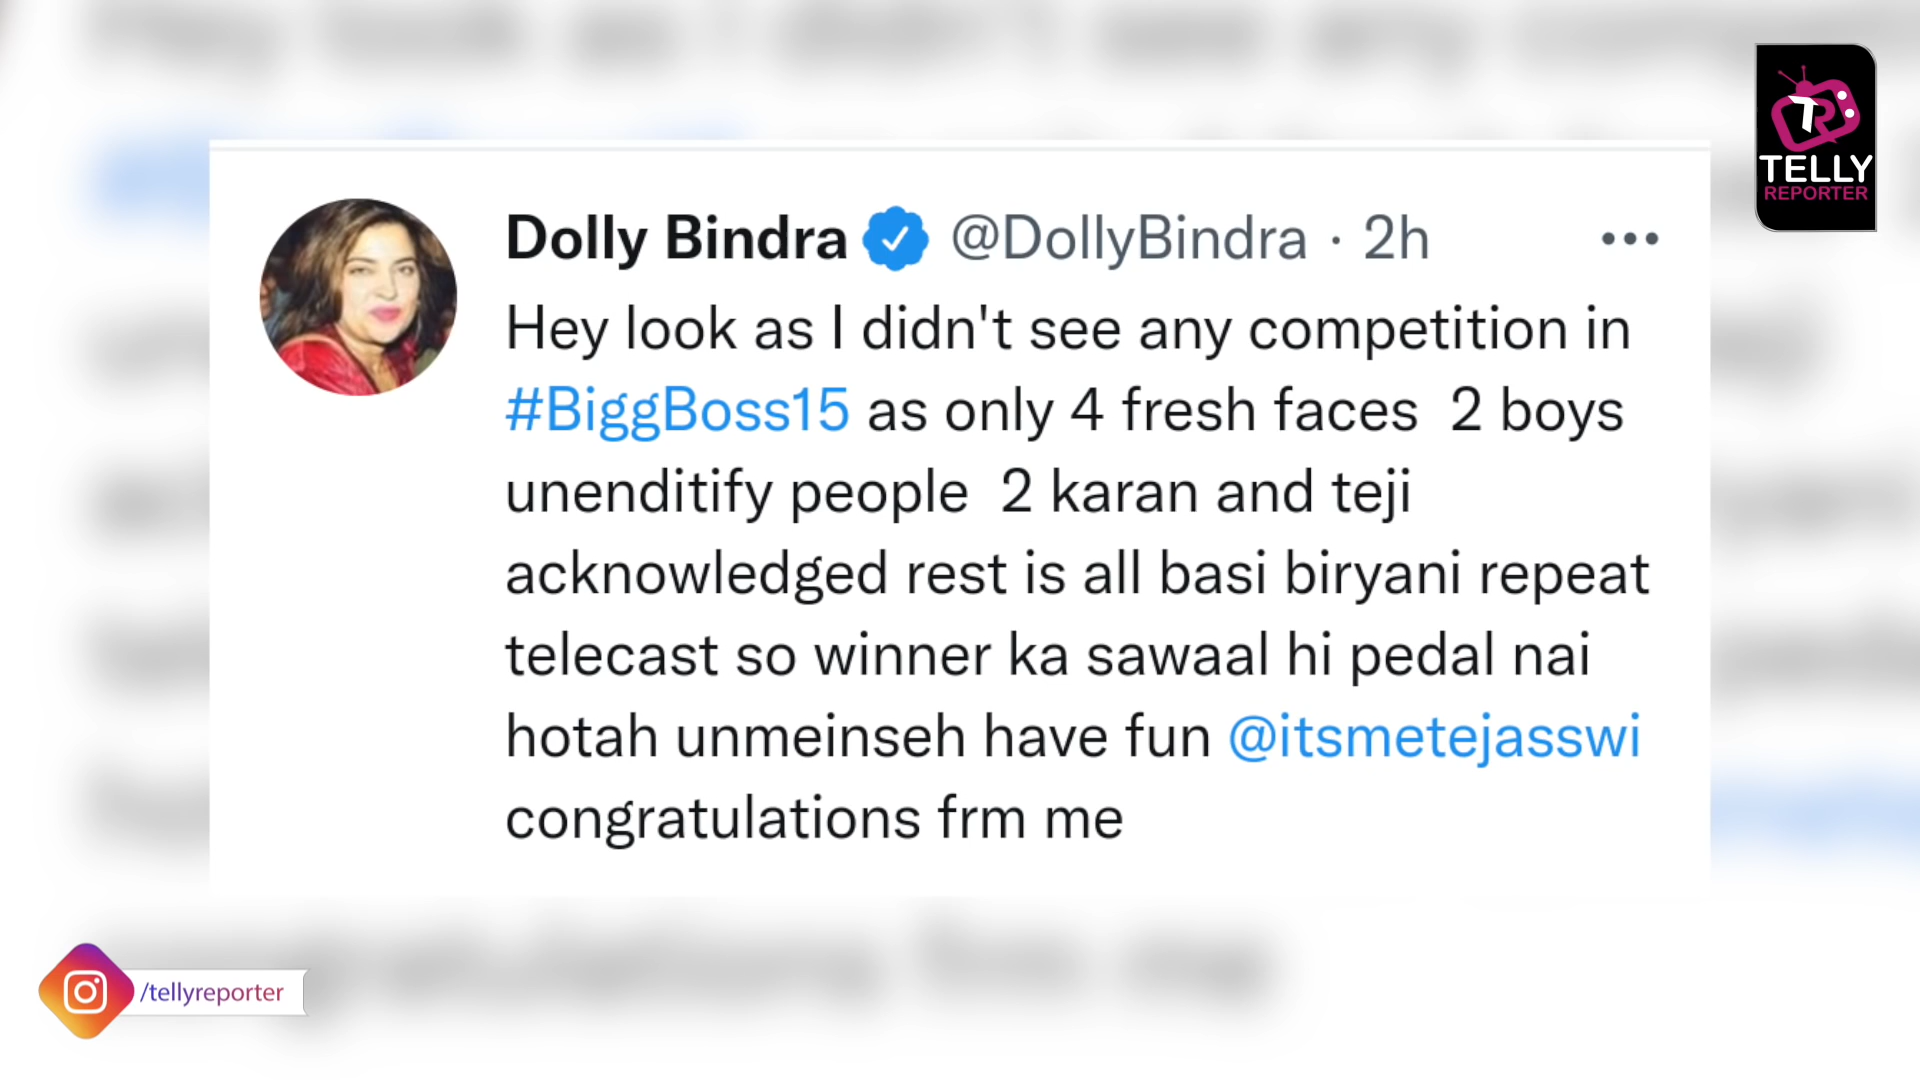 TELLY
REPORTER
Dolly Bindra @DollyBindra · 2h
Hey look as I didn't see any competition in
#BiggBoss15 as only 4 fresh faces 2 boys
unenditify people 2 karan and teji
acknowledged rest is all basi biryani repeat
telecast so winner ka sawaal hi pedal nai
hotah unmeinseh have fun @itsmetejasswi
congratulations frm me
/tellyreporter